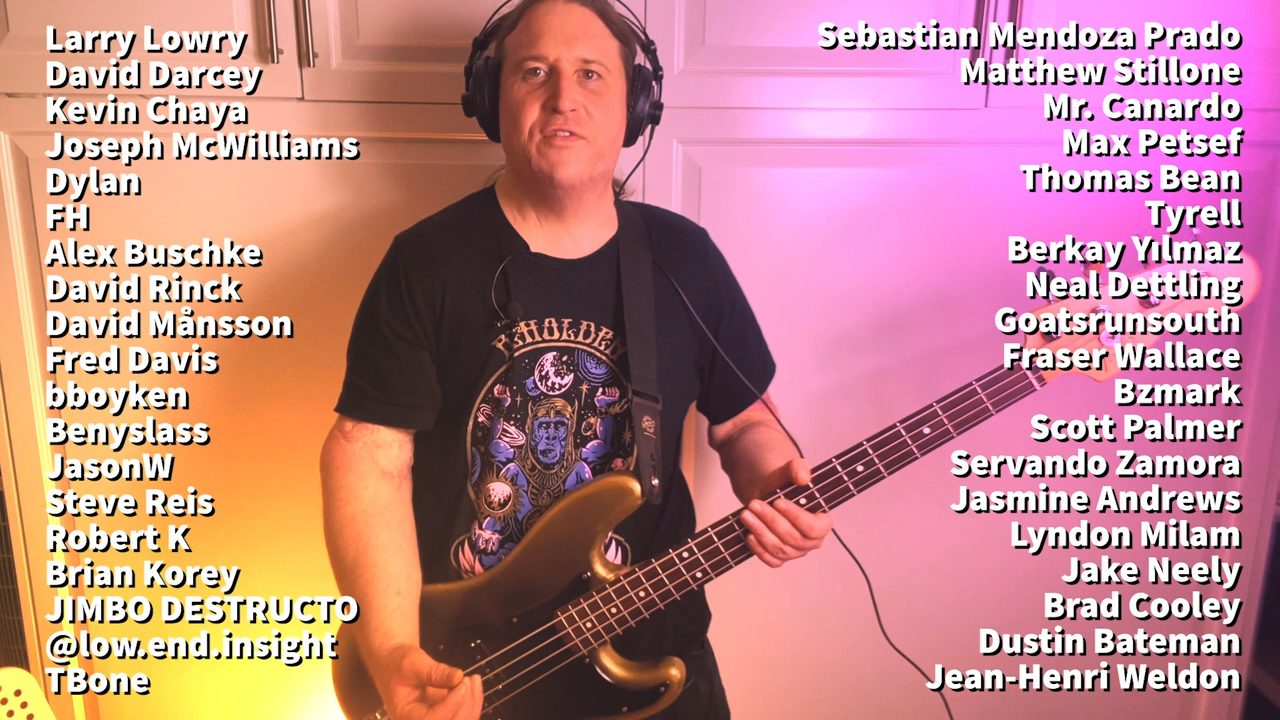 Larry Lowry
David Darcey
Kevin Chaya
Joseph McWilliams
Dylan
FH
Alex Buschke
David Rinck
David Månsson
Fred Davis
bboyken
Benyslass
JasonW
Steve Reis
Robert K
Brian Korey
JIMBO DESTRUCTO
@low.end.insight
TBone
Sebastian Mendoza Prado
Matthew Stillone
Mr. Canardo
Max Petsef
Thomas Bean
Tyrell
Berkay Yılmaz
Neal Dettling
Goatsrunsouth
Fraser Wallace
Bzmark
Scott Palmer
Servando Zamora
Jasmine Andrews
Lyndon Milam
Jake Neely
Brad Cooley
Dustin Bateman
Jean-Henri Weldon